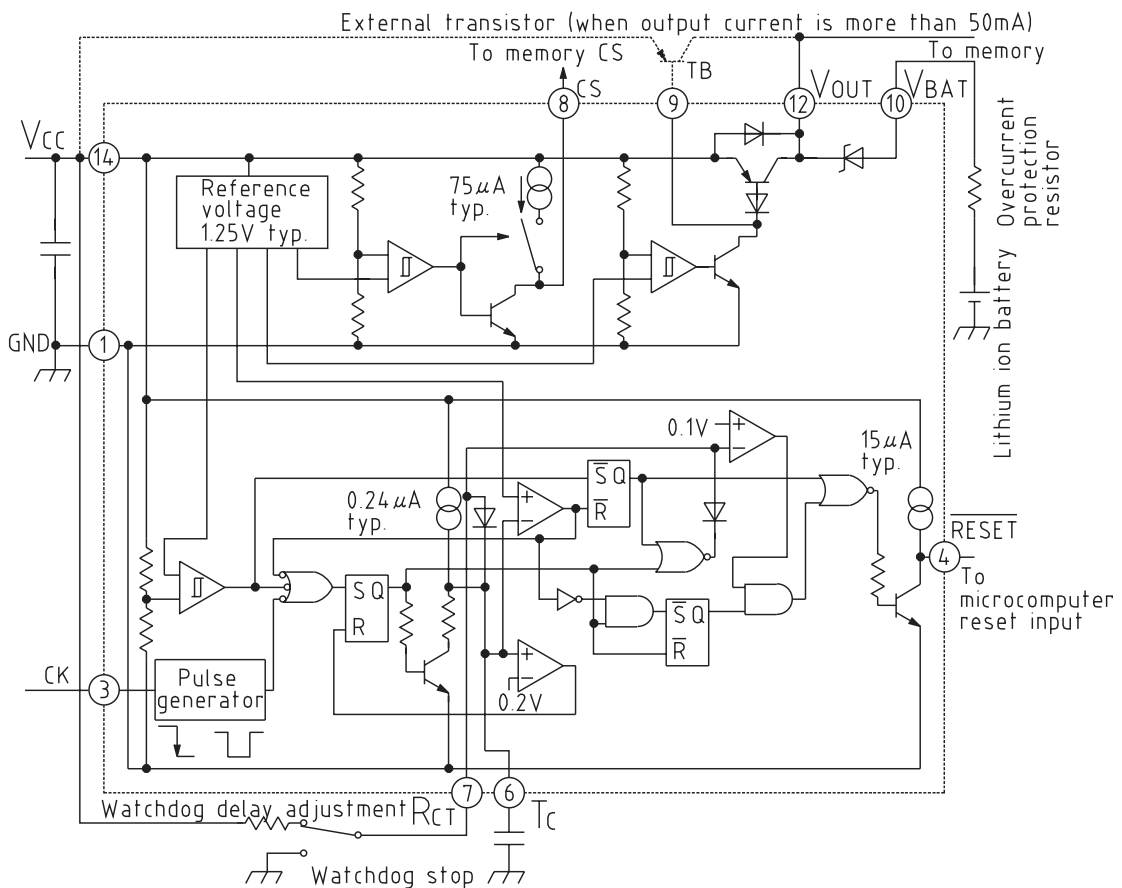 External transistor (when output current is more than 50mA)
To memory CS
To memory
TB
8
CS
9
12
VOUT
10
VBAT
VCC
14
Reference
voltage
1.25V typ.
75µA
typ.
Overcurrent
protection
resistor
Lithium ion battery
GND
1
0.1V
+
−
15µA
typ.
0.24µA
typ.
+
−
S̅ Q
R̅
R̅E̅S̅E̅T̅
4
To
microcomputer
reset input
S Q
R
S̅ Q
R̅
+
−
0.2V
CK
3
Pulse
generator
7
6
Watchdog delay adjustment RCT
TC
Watchdog stop